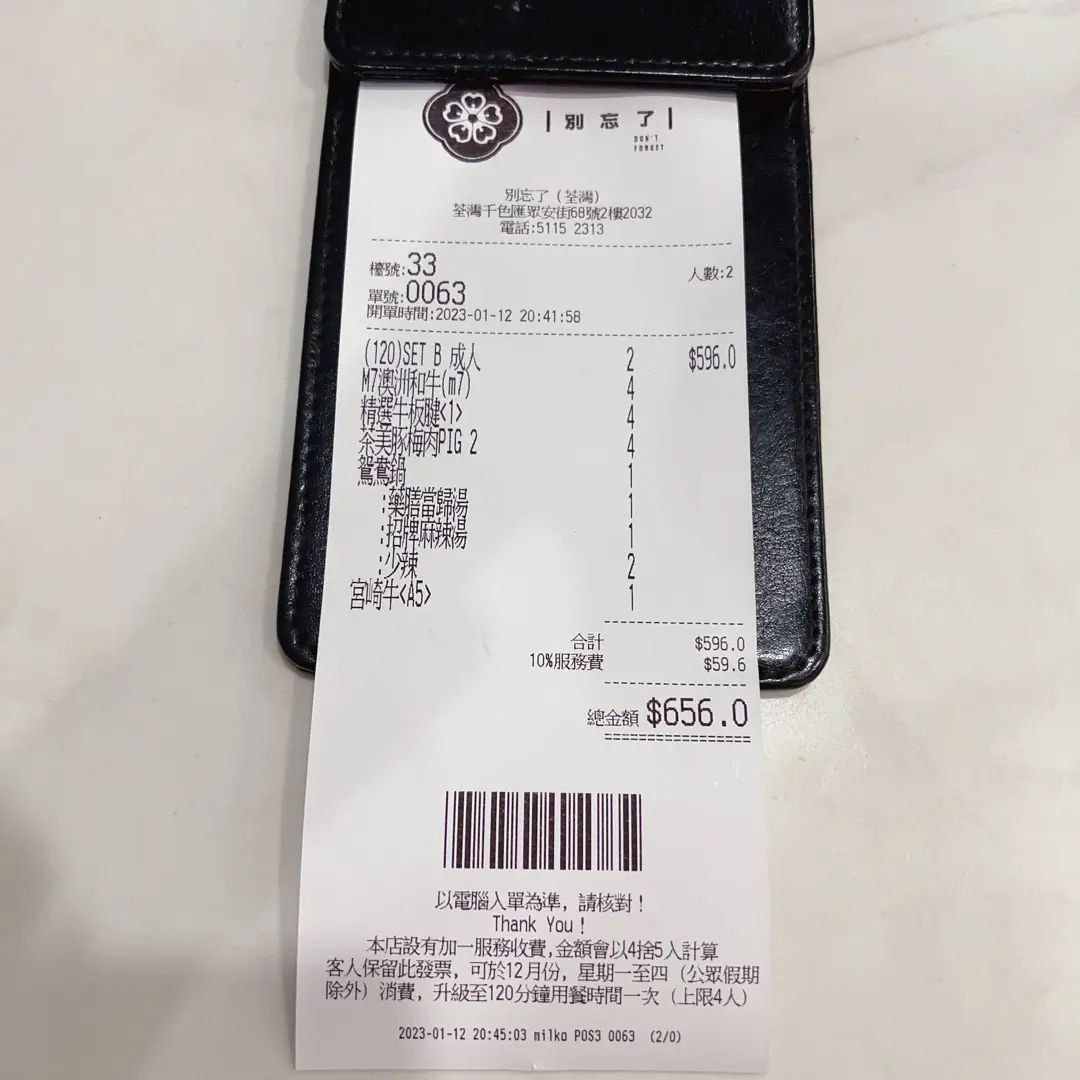 別忘了
DON'T
FORGET
別忘了（荃灣）
荃灣千色匯眾安街68號2樓2032
電話:5115 2313
檯號:33
人數:2
單號:0063
開單時間:2023-01-12 20:41:58
(120)SET B 成人 2 $596.0
M7澳洲和牛(m7) 4
精選牛板腱<1> 4
茶美豚梅肉PIG 2 4
鴛鴦鍋 1
:藥膳當歸湯 1
:招牌麻辣湯 1
:少辣 2
宮崎牛<A5> 1
合計 $596.0
10%服務費 $59.6
總金額 $656.0
以電腦入單為準，請核對！
Thank You！
本店設有加一服務收費,金額會以4捨5入計算
客人保留此發票，可於12月份，星期一至四（公眾假期
除外）消費，升級至120分鐘用餐時間一次（上限4人）
2023-01-12 20:45:03 milka POS3 0063 (2/0)